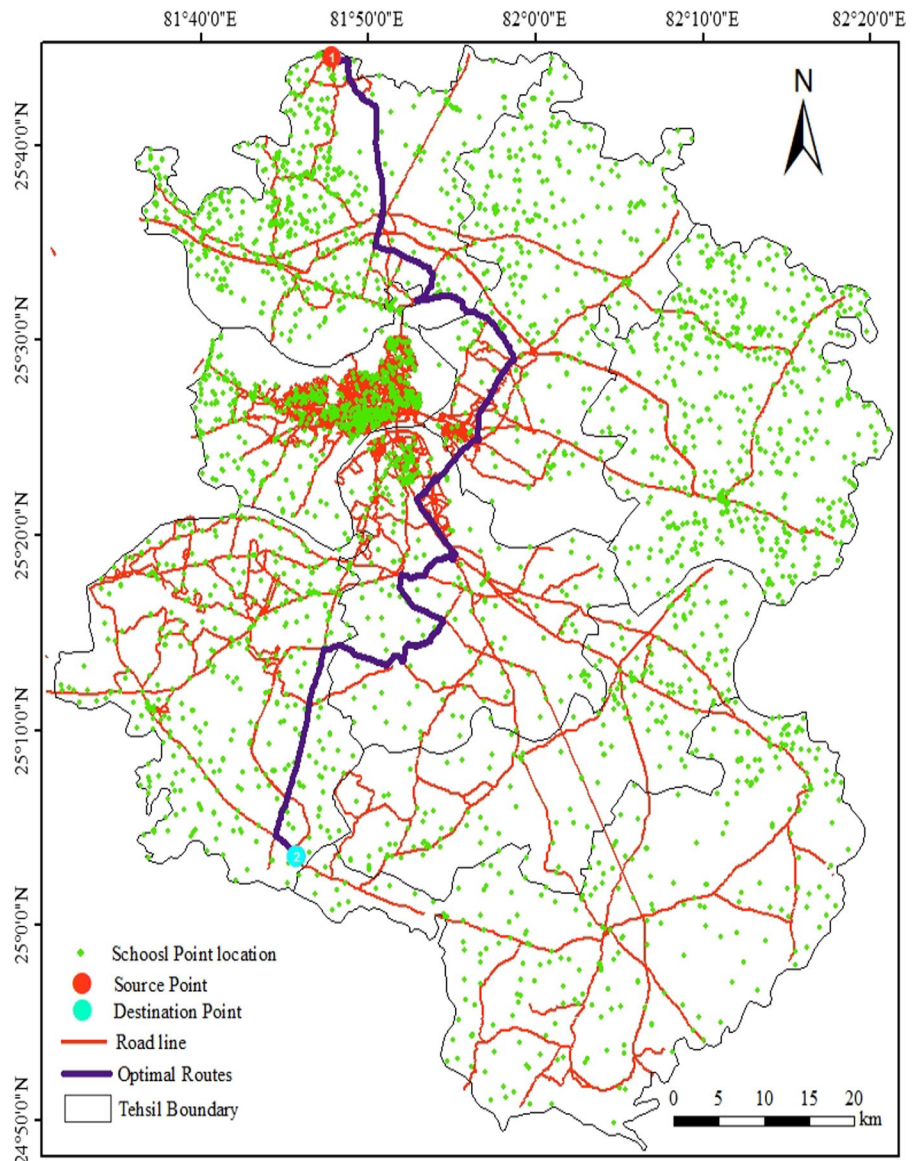 81°40'0"E 81°50'0"E 82°0'0"E 82°10'0"E 82°20'0"E
1
N
25°40'0"N
25°30'0"N
25°20'0"N
25°10'0"N
2
25°0'0"N
24°50'0"N
Schoosl Point location
Source Point
Destination Point
Road line
Optimal Routes
Tehsil Boundary
0 5 10 15 20
km